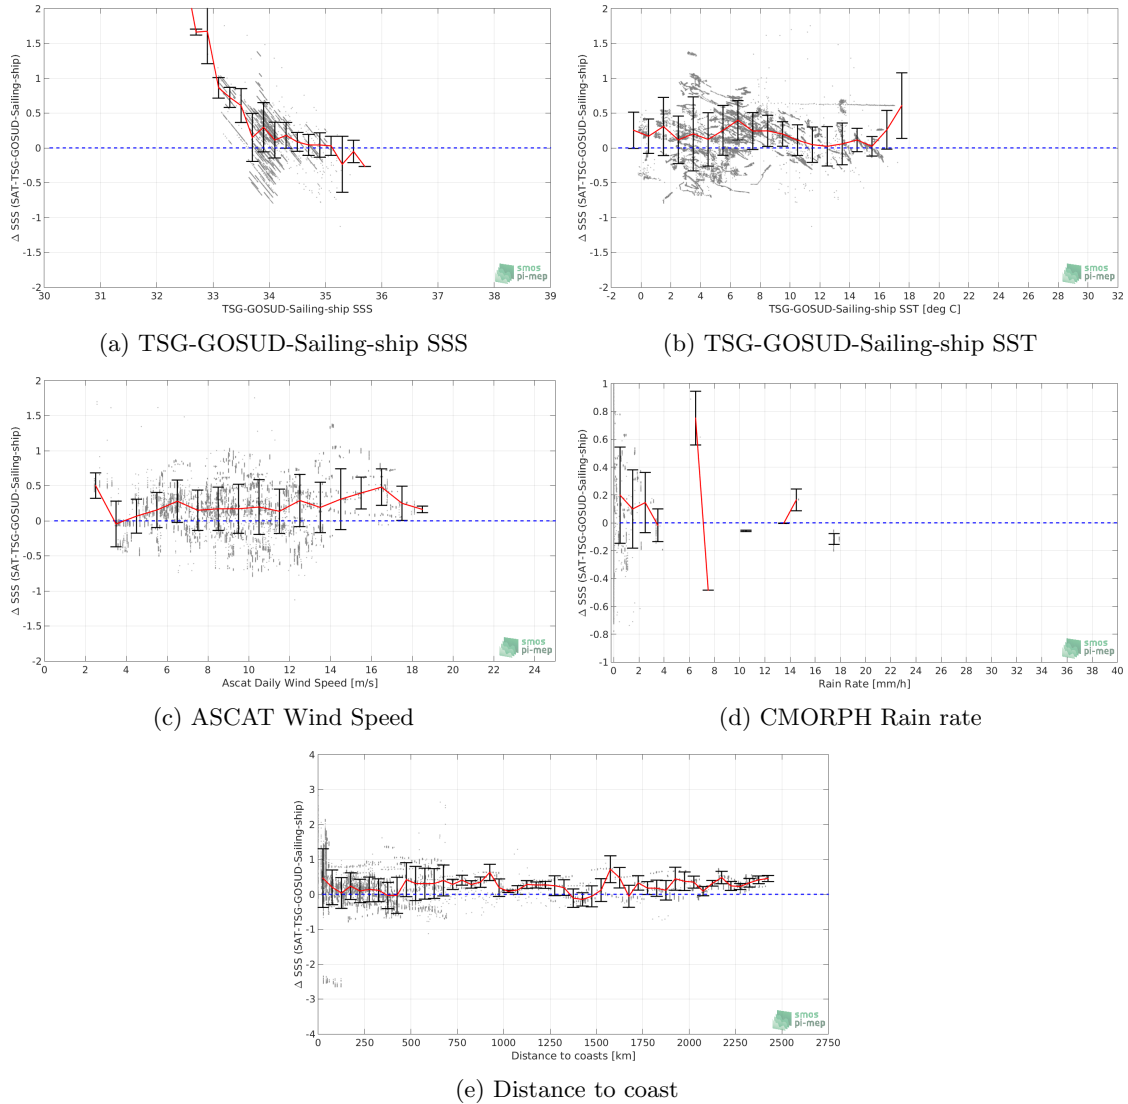 2
1.5
1
0.5
0
-0.5
-1
-1.5
-2
Δ SSS (SAT-TSG-GOSUD-Sailing-ship)
30 31 32 33 34 35 36 37 38 39
TSG-GOSUD-Sailing-ship SSS
smos
pi-mep
(a) TSG-GOSUD-Sailing-ship SSS
2
1.5
1
0.5
0
-0.5
-1
-1.5
-2
Δ SSS (SAT-TSG-GOSUD-Sailing-ship)
-2 0 2 4 6 8 10 12 14 16 18 20 22 24 26 28 30 32
TSG-GOSUD-Sailing-ship SST [deg C]
smos
pi-mep
(b) TSG-GOSUD-Sailing-ship SST
2
1.5
1
0.5
0
-0.5
-1
-1.5
-2
Δ SSS (SAT-TSG-GOSUD-Sailing-ship)
0 2 4 6 8 10 12 14 16 18 20 22 24
Ascat Daily Wind Speed [m/s]
smos
pi-mep
(c) ASCAT Wind Speed
1
0.8
0.6
0.4
0.2
0
-0.2
-0.4
-0.6
-0.8
-1
Δ SSS (SAT-TSG-GOSUD-Sailing-ship)
0 2 4 6 8 10 12 14 16 18 20 22 24 26 28 30 32 34 36 38 40
Rain Rate [mm/h]
smos
pi-mep
(d) CMORPH Rain rate
4
3
2
1
0
-1
-2
-3
-4
Δ SSS (SAT-TSG-GOSUD-Sailing-ship)
0 250 500 750 1000 1250 1500 1750 2000 2250 2500 2750
Distance to coasts [km]
smos
pi-mep
(e) Distance to coast